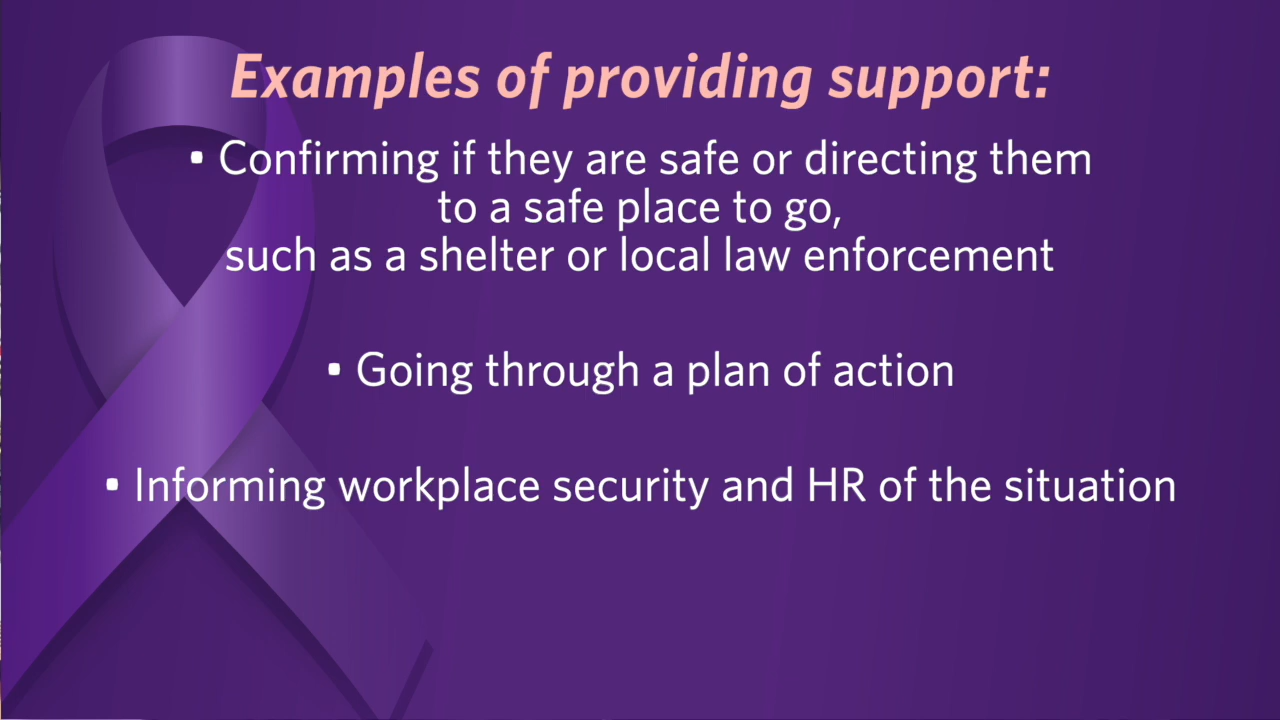 Examples of providing support:
• Confirming if they are safe or directing them
to a safe place to go,
such as a shelter or local law enforcement
• Going through a plan of action
• Informing workplace security and HR of the situation